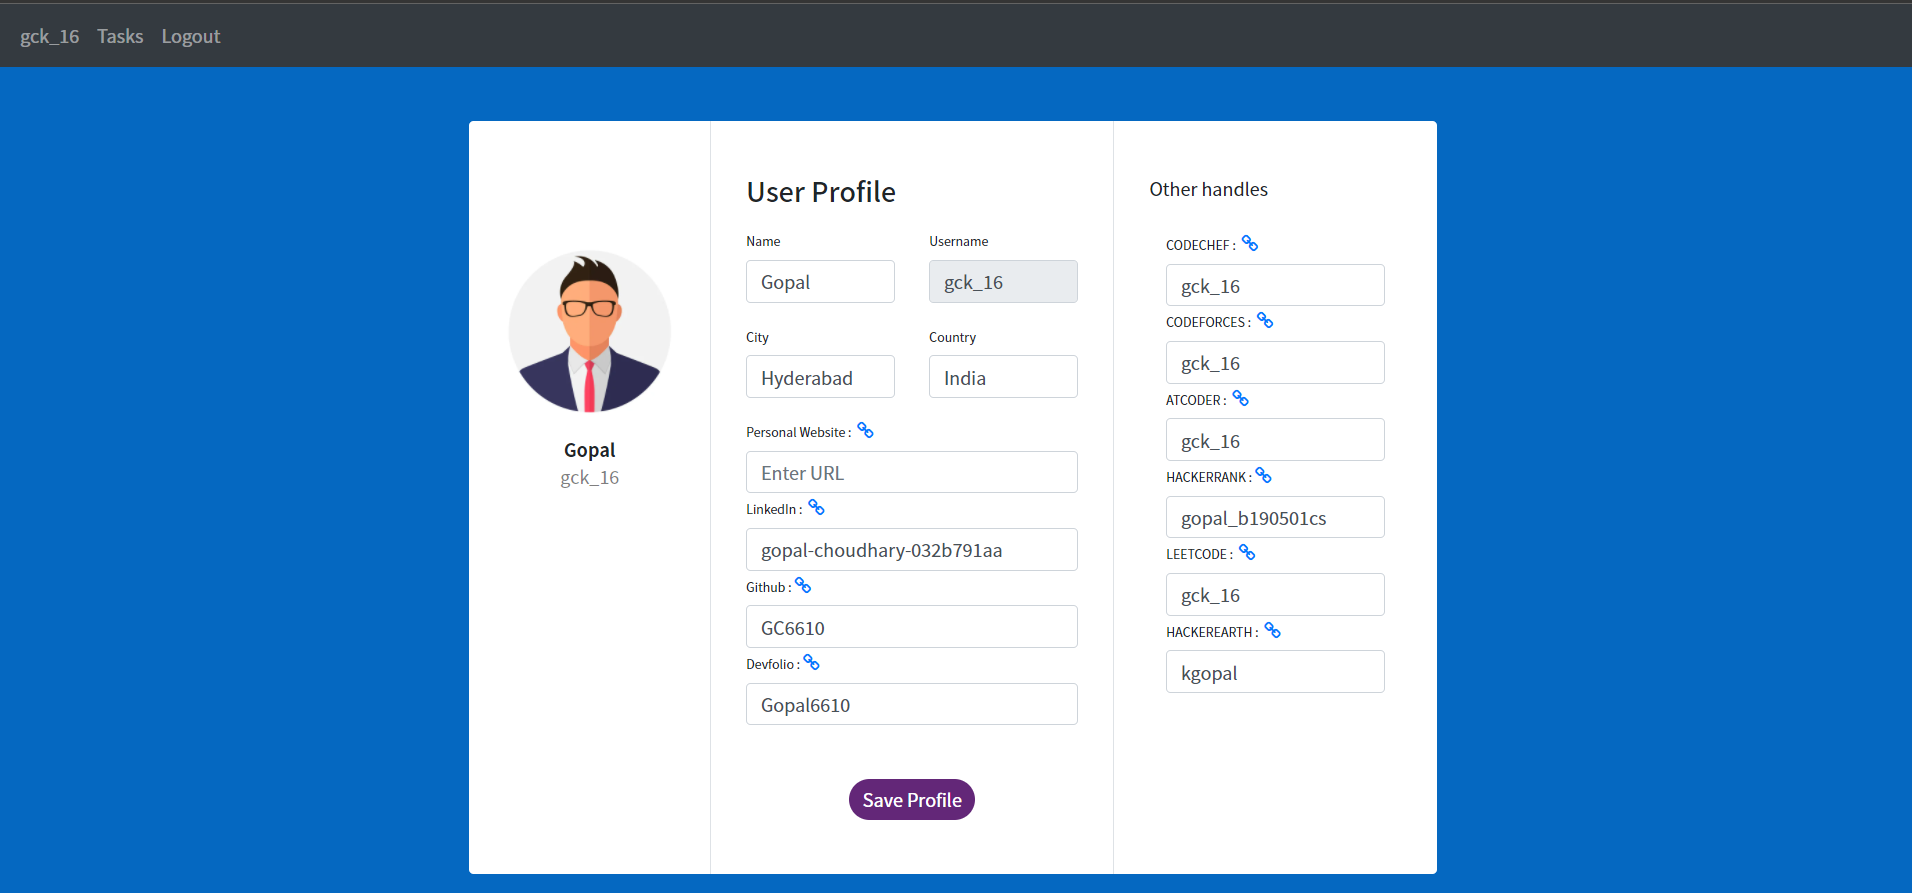 gck_16 Tasks Logout
Gopal
gck_16
User Profile
Name Username
Gopal gck_16
City Country
Hyderabad India
Personal Website :
Enter URL
LinkedIn :
gopal-choudhary-032b791aa
Github :
GC6610
Devfolio :
Gopal6610
Save Profile
Other handles
CODECHEF :
gck_16
CODEFORCES :
gck_16
ATCODER :
gck_16
HACKERRANK :
gopal_b190501cs
LEETCODE :
gck_16
HACKEREARTH :
kgopal